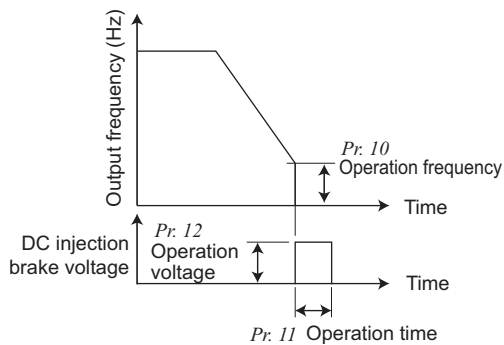 Output frequency (Hz)
Pr. 10
Operation frequency
Time
DC injection
brake voltage
Pr. 12
Operation
voltage
Time
Pr. 11 Operation time